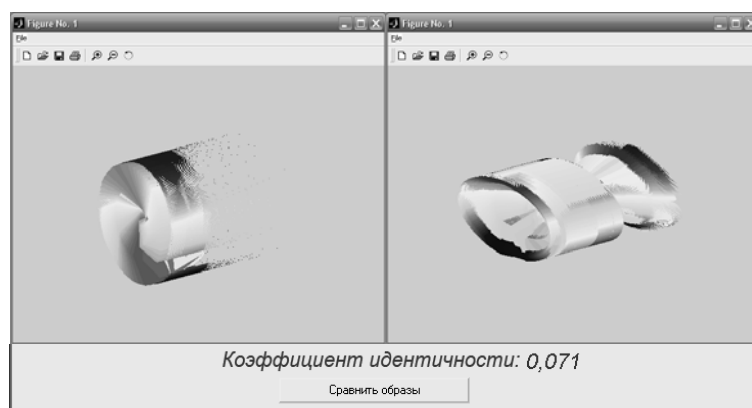 Figure No. 1
File
Figure No. 1
File
Коэффициент идентичности: 0,071
Сравнить образы